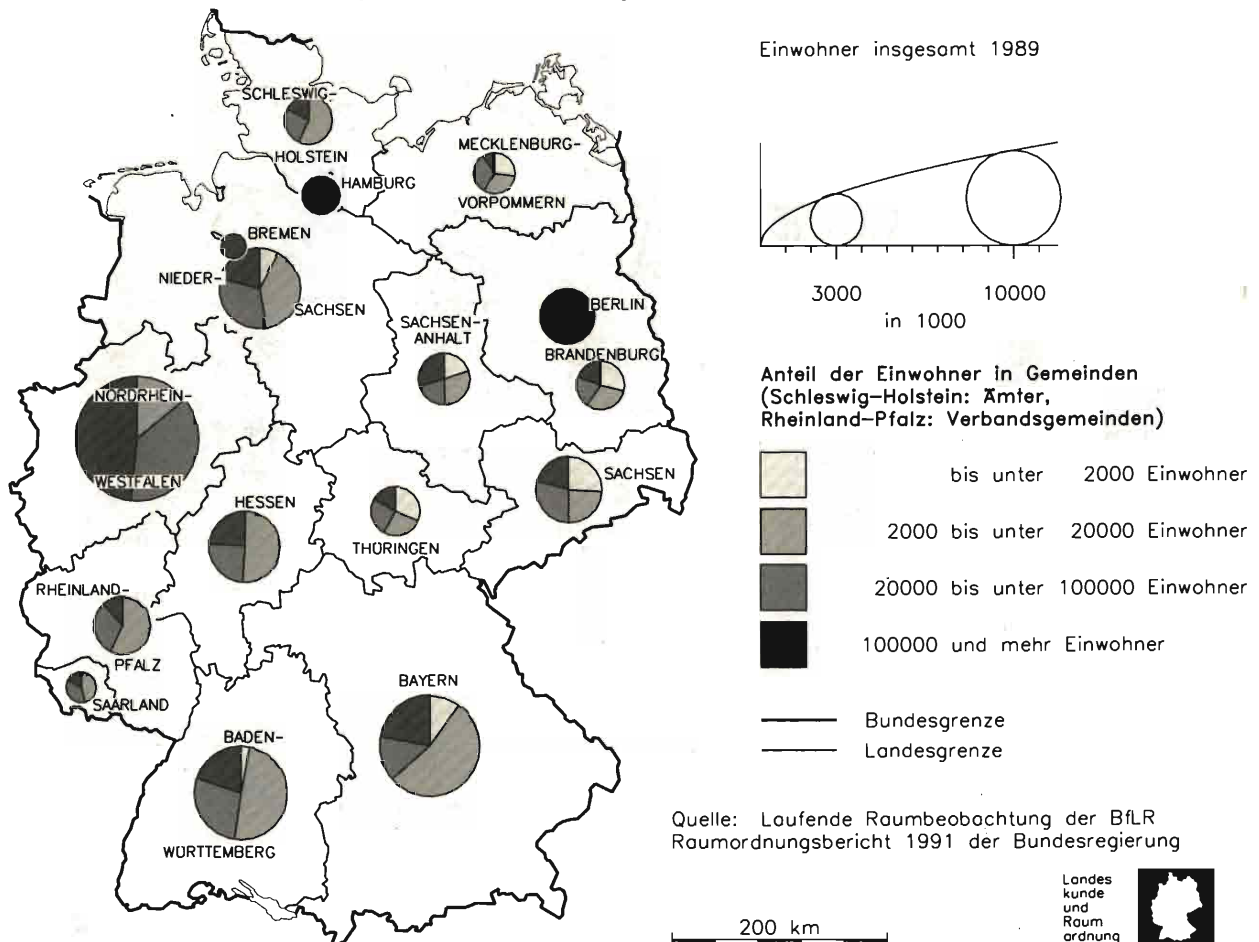 SCHLESWIG-
HOLSTEIN
MECKLENBURG-
VORPOMMERN
HAMBURG
BREMEN
NIEDER-
SACHSEN
SACHSEN-
ANHALT
BERLIN
BRANDENBURG
NORDRHEIN-
WESTFALEN
HESSEN
THÜRINGEN
SACHSEN
RHEINLAND-
PFALZ
SAARLAND
BAYERN
BADEN-
WÜRTTEMBERG
Einwohner insgesamt 1989
3000 10000
in 1000
Anteil der Einwohner in Gemeinden
(Schleswig-Holstein: Ämter,
Rheinland-Pfalz: Verbandsgemeinden)
bis unter 2000 Einwohner
2000 bis unter 20000 Einwohner
20000 bis unter 100000 Einwohner
100000 und mehr Einwohner
Bundesgrenze
Landesgrenze
Quelle: Laufende Raumbeobachtung der BfLR
Raumordnungsbericht 1991 der Bundesregierung
200 km
Landes
kunde
und
Raum
ordnung